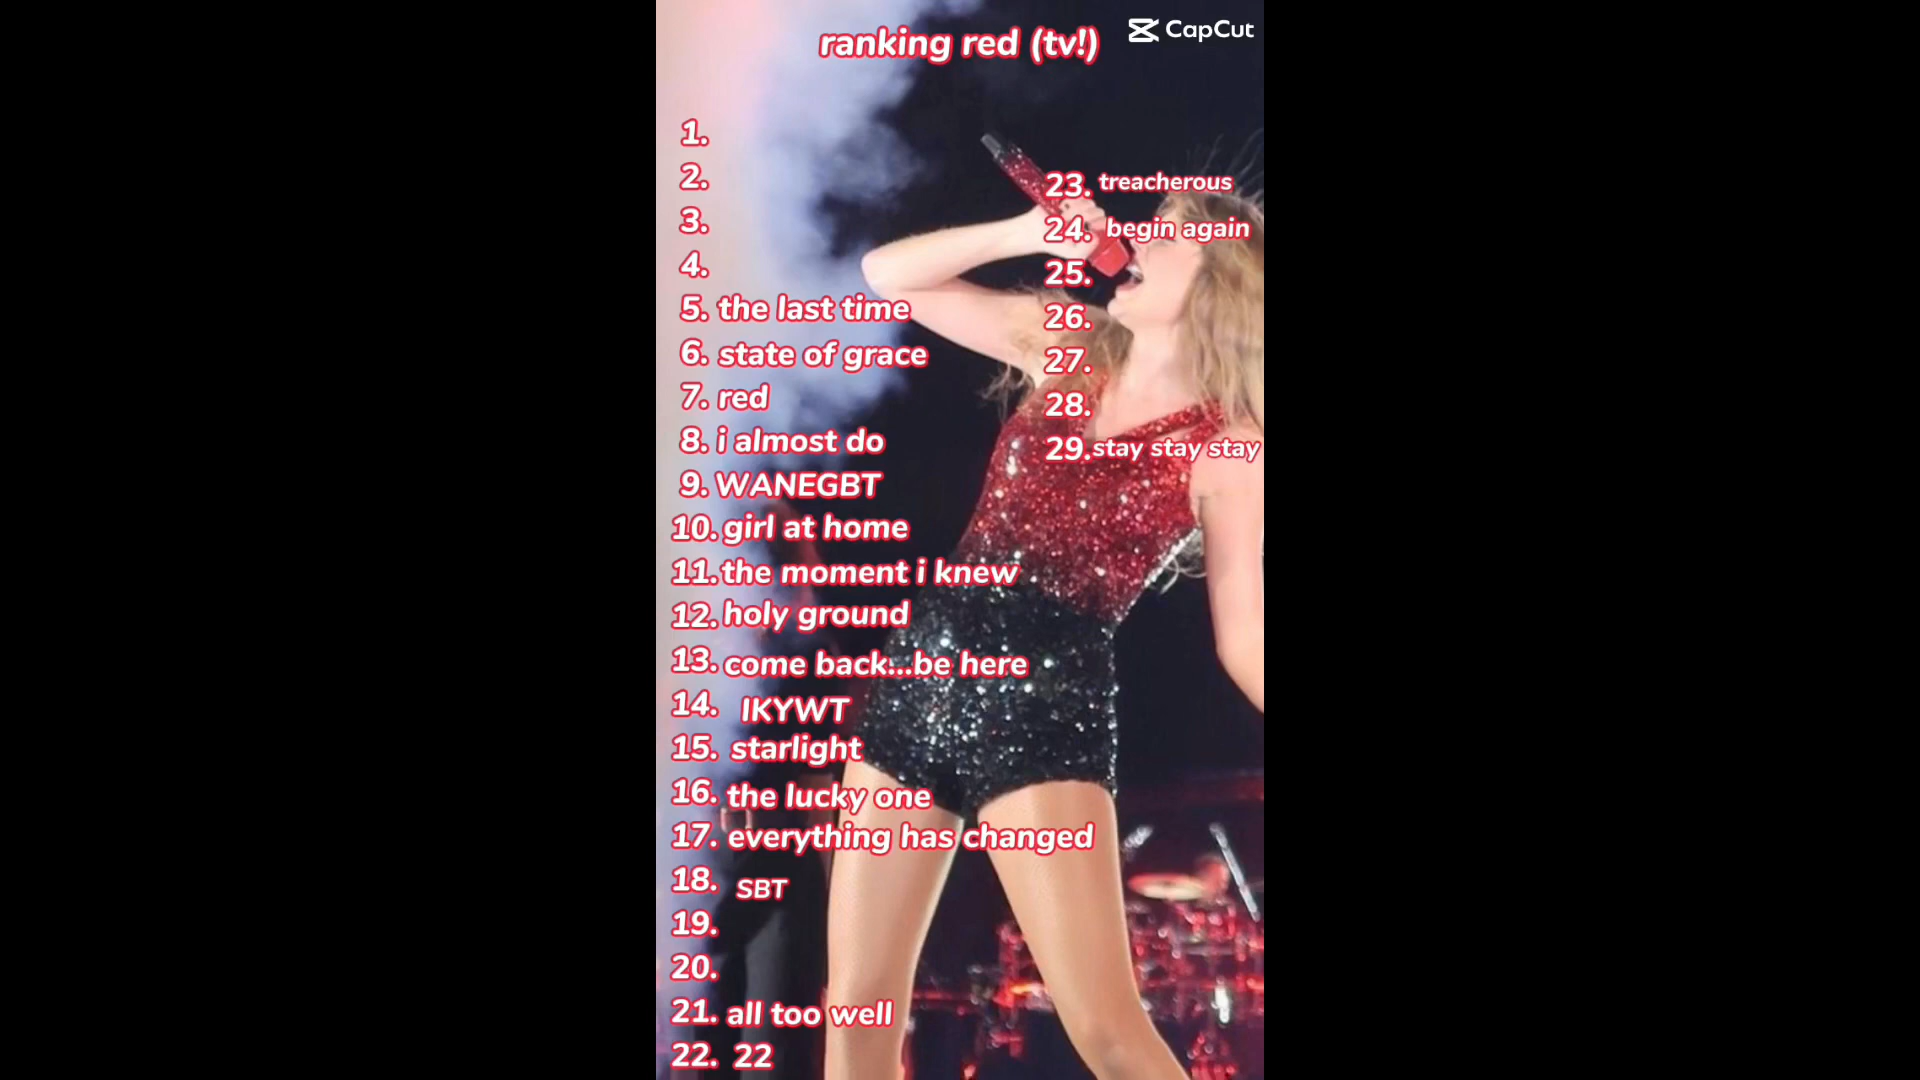 ranking red (tv!)
CapCut
1.
2.
3.
4.
5. the last time
6. state of grace
7. red
8. i almost do
9. WANEGBT
10. girl at home
11. the moment i knew
12. holy ground
13. come back...be here
14. IKYWT
15. starlight
16. the lucky one
17. everything has changed
18. SBT
19.
20.
21. all too well
22. 22
23. treacherous
24. begin again
25.
26.
27.
28.
29. stay stay stay